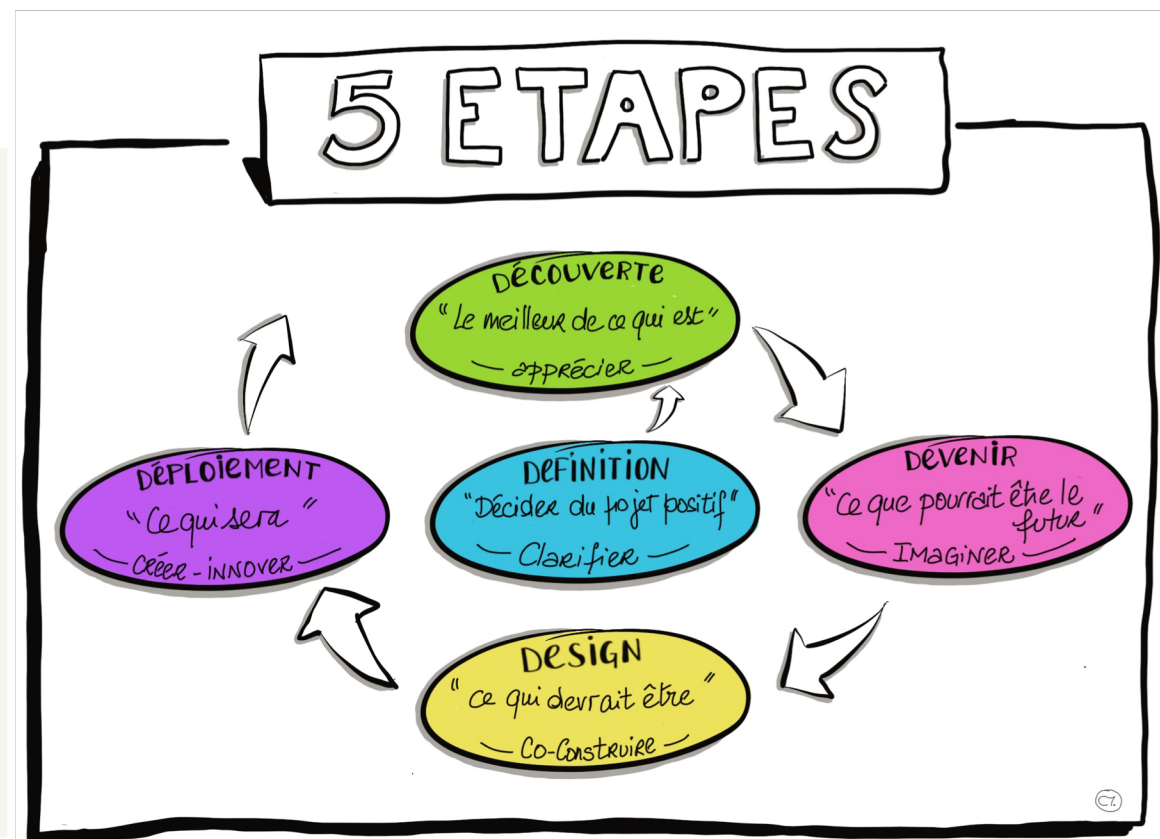 5 ETAPES
DÉCOUVERTE
"Le meilleur de ce qui est"
apprécier
DÉPLOIEMENT
"Ce qui sera"
CRÉER - INNOVER
DÉFINITION
"Décider du projet positif"
Clarifier
DEVENIR
"Ce que pourrait être le
futur"
IMAGINER
DESIGN
"Ce qui devrait être"
CO-CONSTRUIRE